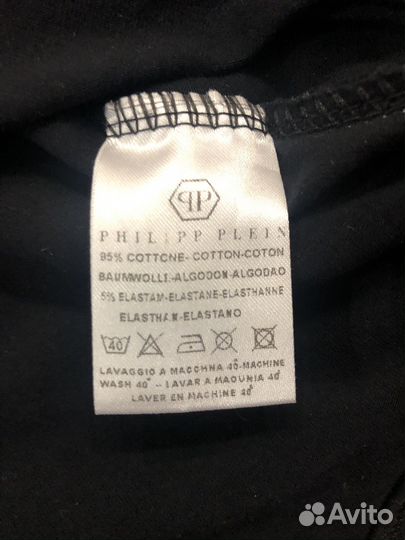 PHILIPP PLEIN
95% COTTONE-COTTON-COTON
BAUMWOLLI-ALGODON-ALGODAO
5% ELASTAM-ELASTANE-ELASTHANNE
ELASTHAN-ELASTANO
40
LAVAGGIO A MACCHNA 40°-MACHINE
WASH 40° - LAVAR A MAOUNIA 40°
LAVER EN MACHINE 40°
Avito